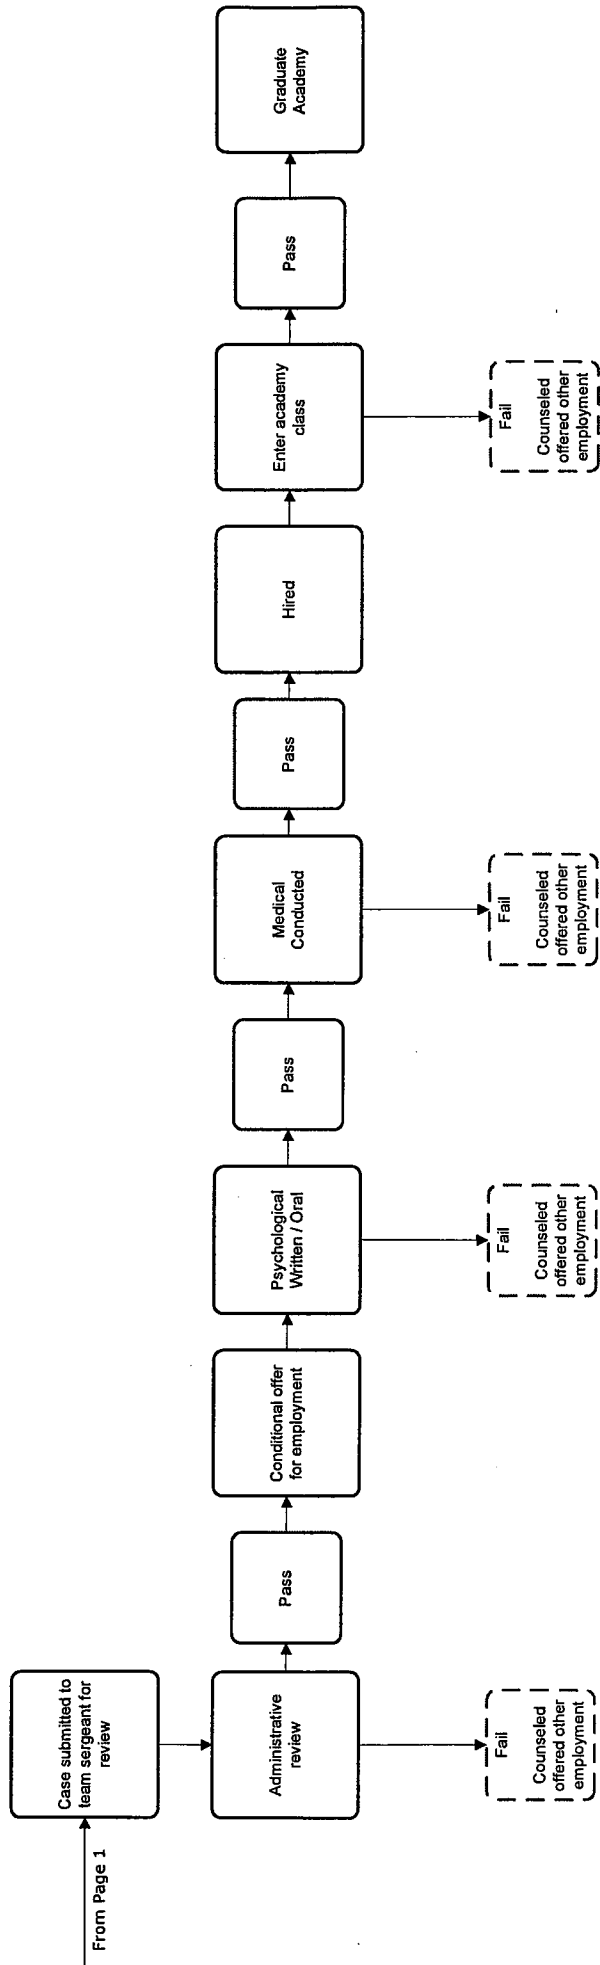 From Page 1
Case submitted to
team sergeant for
review
Administrative
review
Fail
Counseled
offered other
employment
Pass
Conditional offer
for employment
Psychological
Written / Oral
Fail
Counseled
offered other
employment
Pass
Medical
Conducted
Fail
Counseled
offered other
employment
Pass
Hired
Enter academy
class
Fail
Counseled
offered other
employment
Pass
Graduate
Academy